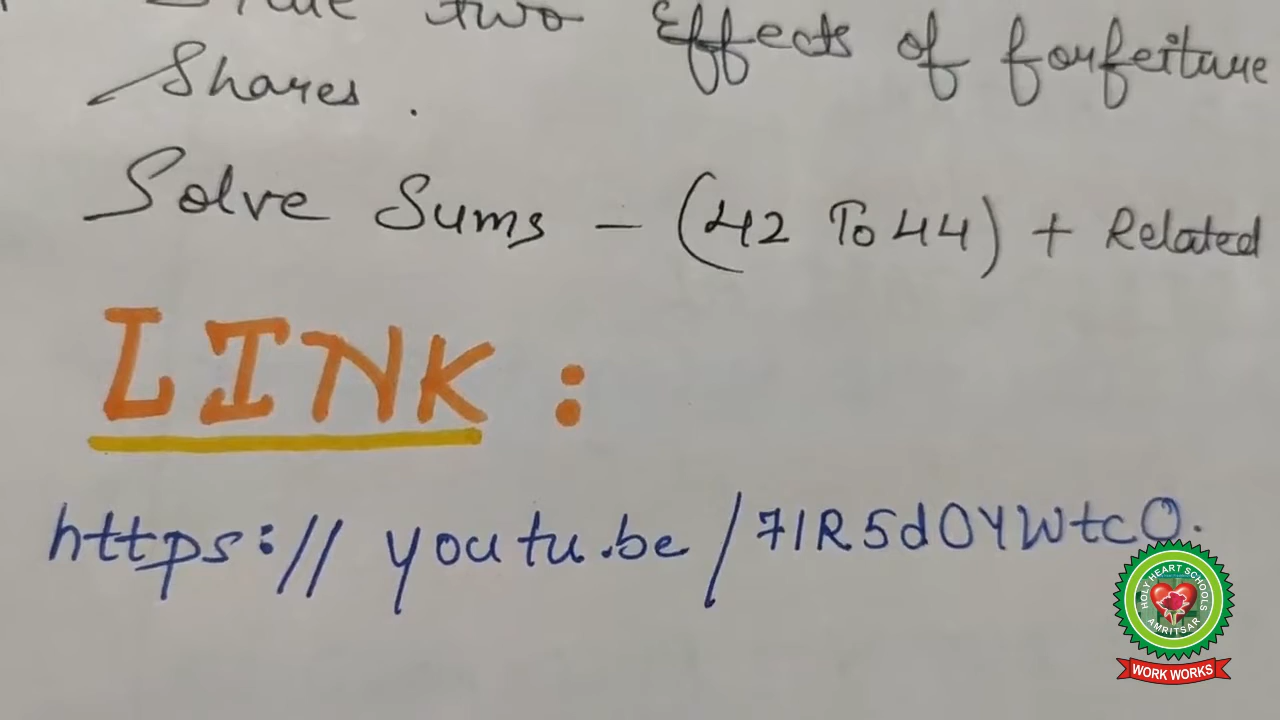 two Effects of forfeiture
Shares.
Solve Sums - (42 To 44) + Related
LINK :
https://youtu.be/71R5dOYWtcO.
HOLY HEART SCHOOLS
AMRITSAR
WORK WORKS